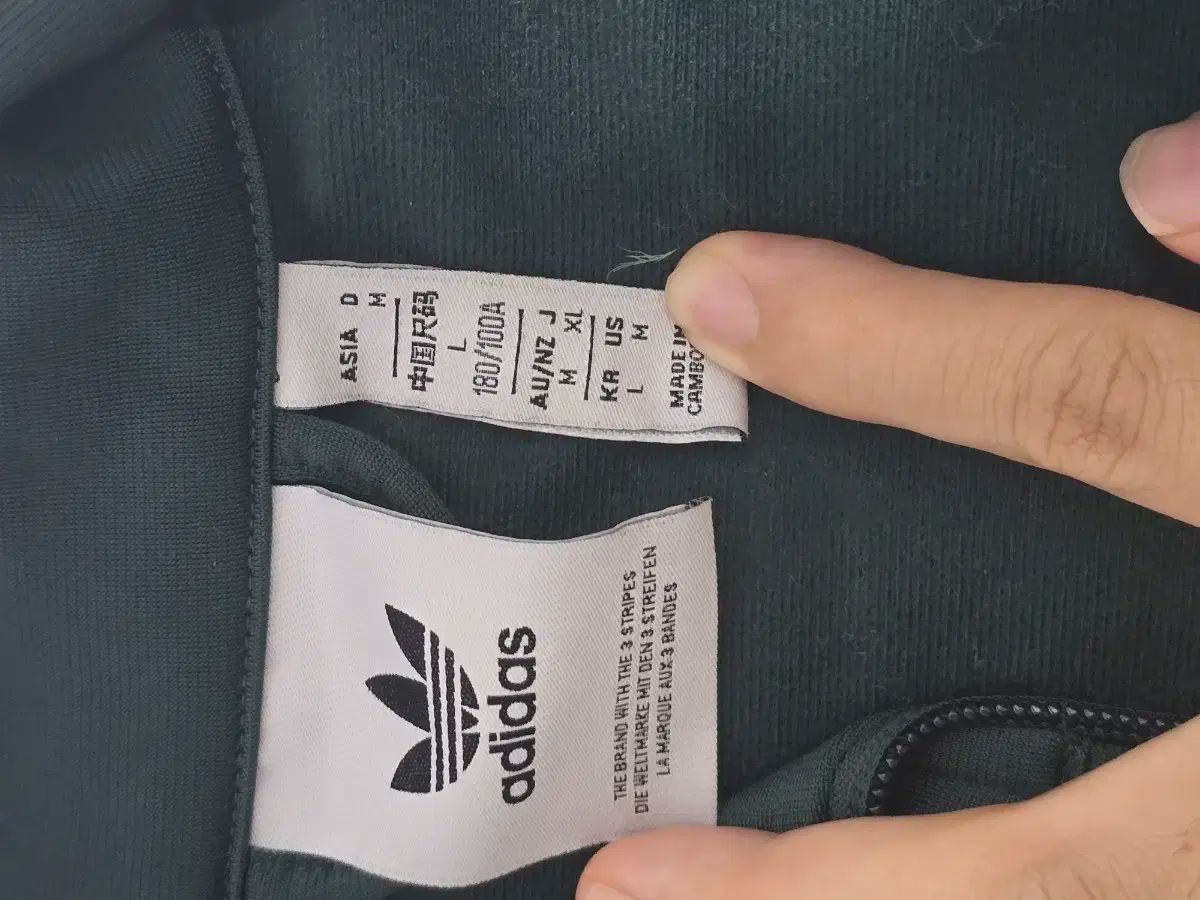 adidas
THE BRAND WITH THE 3 STRIPES
DIE WELTMARKE MIT DEN 3 STREIFEN
LA MARQUE AUX 3 BANDES
ASIA D
M
中国尺码
L
180/100A
AU/NZ J
M XL
KR US
L M
MADE IN